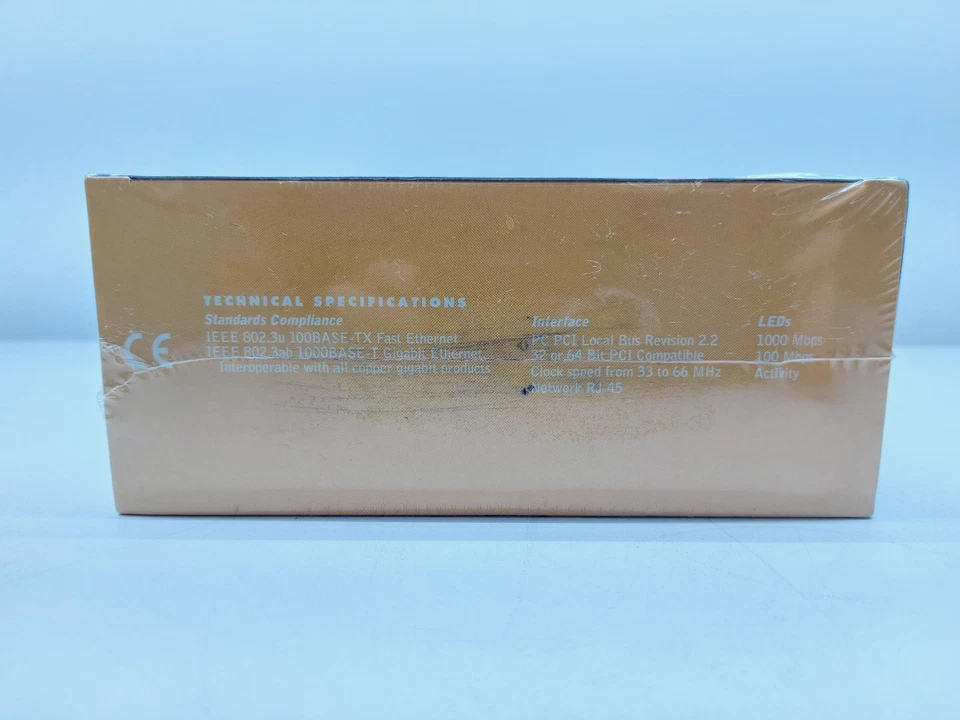 TECHNICAL SPECIFICATIONS
Standards Compliance
IEEE 802.3u 100BASE-TX Fast Ethernet
IEEE 802.3ab 1000BASE-T Gigabit Ethernet
Interoperable with all copper gigabit products
CE
Interface
PC PCI Local Bus Revision 2.2
32 or 64 Bit PCI Compatible
Clock speed from 33 to 66 MHz
Network RJ-45
LEDs
1000 Mbps
100 Mbps
Activity